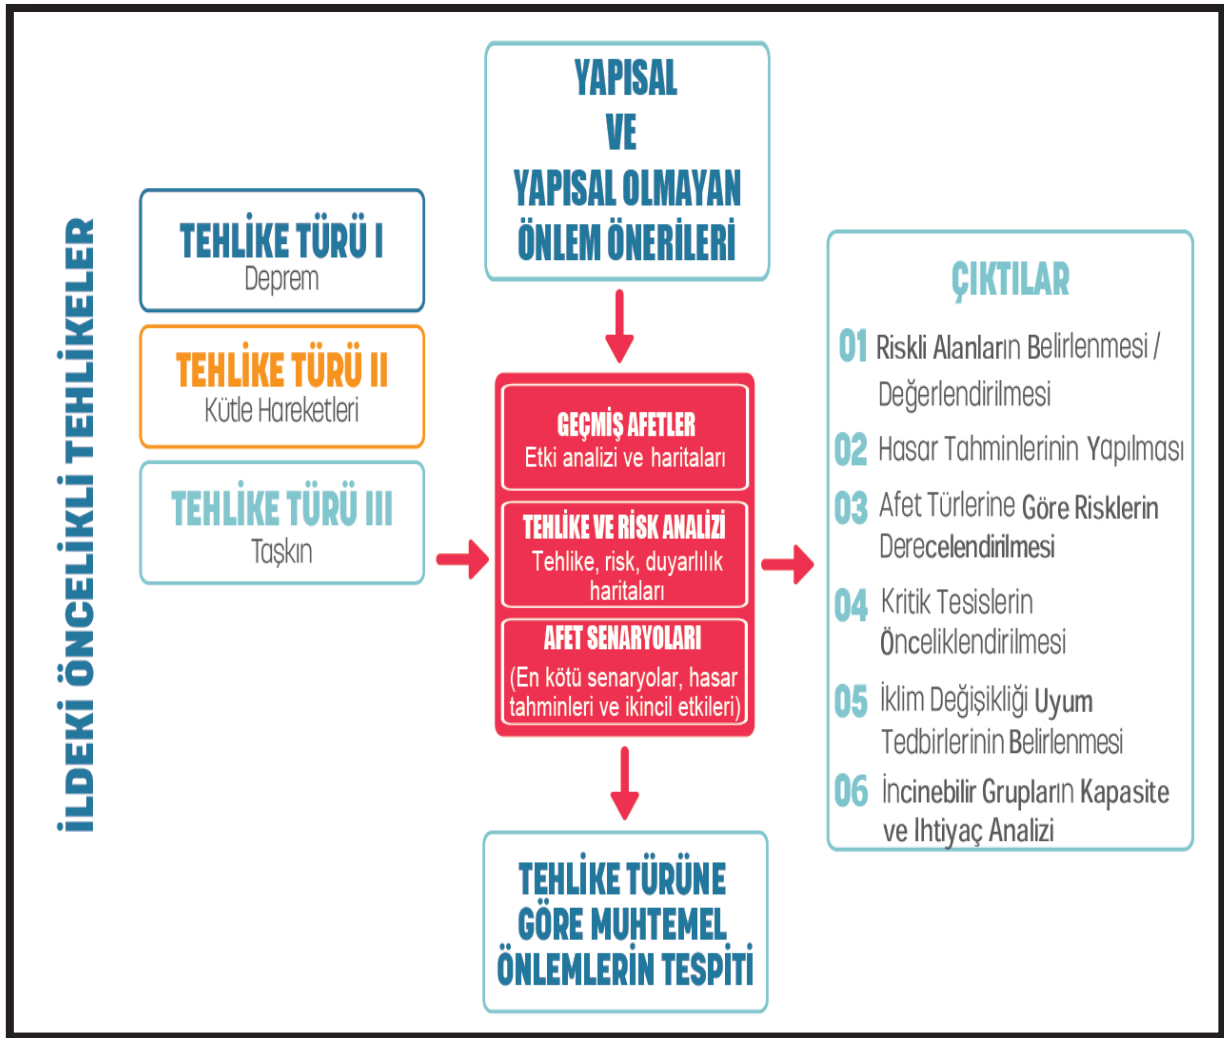 İLDEKİ ÖNCELİKLİ TEHLİKELER
TEHLİKE TÜRÜ I
Deprem
TEHLİKE TÜRÜ II
Kütle Hareketleri
TEHLİKE TÜRÜ III
Taşkın
YAPISAL
VE
YAPISAL OLMAYAN
ÖNLEM ÖNERİLERİ
GEÇMİŞ AFETLER
Etki analizi ve haritaları
TEHLİKE VE RİSK ANALİZİ
Tehlike, risk, duyarlılık
haritaları
AFET SENARYOLARI
(En kötü senaryolar, hasar
tahminleri ve ikincil etkileri)
TEHLİKE TÜRÜNE
GÖRE MUHTEMEL
ÖNLEMLERİN TESPİTİ
ÇIKTILAR
01 Riskli Alanların Belirlenmesi /
Değerlendirilmesi
02 Hasar Tahminlerinin Yapılması
03 Afet Türlerine Göre Risklerin
Derecelendirilmesi
04 Kritik Tesislerin
Önceliklendirilmesi
05 İklim Değişikliği Uyum
Tedbirlerinin Belirlenmesi
06 İncinebilir Grupların Kapasite
ve Ihtiyaç Analizi